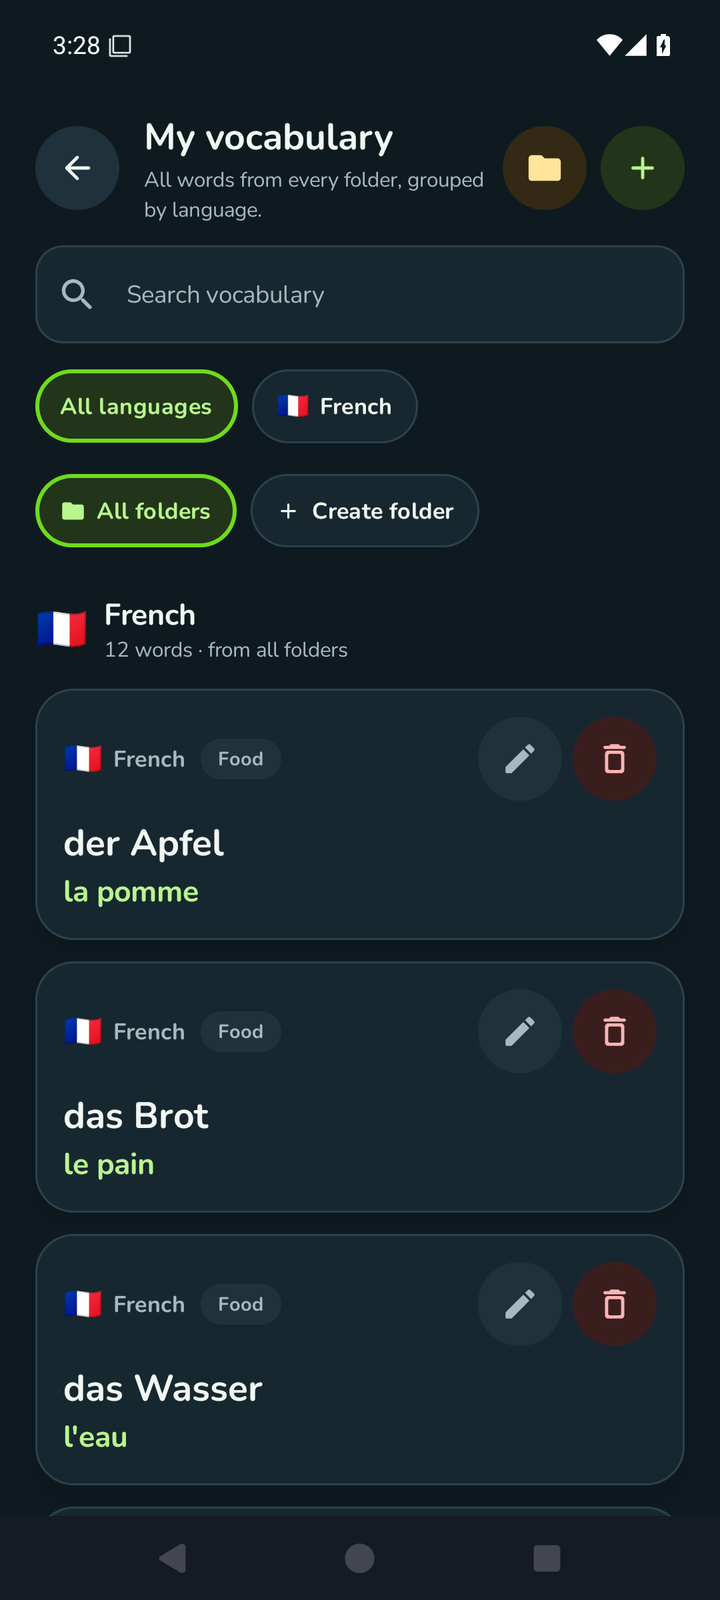 3:28
My vocabulary
All words from every folder, grouped
by language.
Search vocabulary
All languages
French
All folders
+ Create folder
French
12 words · from all folders
French
Food
der Apfel
la pomme
French
Food
das Brot
le pain
French
Food
das Wasser
l'eau